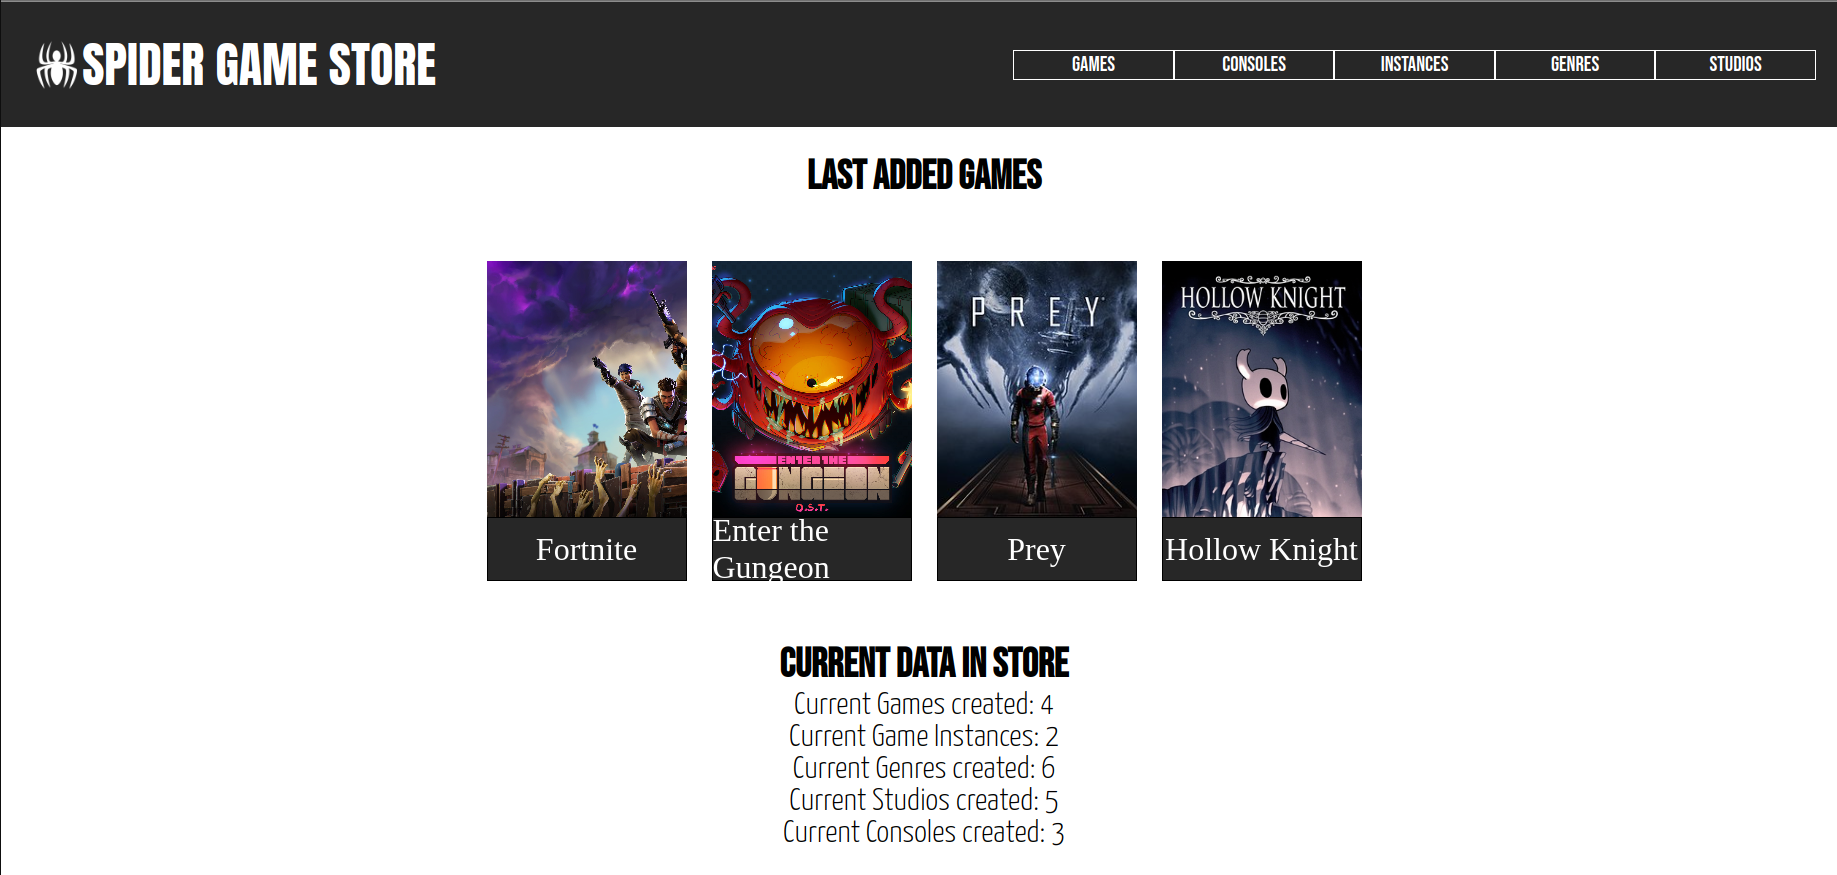 SPIDER GAME STORE
GAMES CONSOLES INSTANCES GENRES STUDIOS
LAST ADDED GAMES
ENTER THE
GUNGEON
O.S.T.
PREY
HOLLOW KNIGHT
Fortnite
Enter the
Gungeon
Prey
Hollow Knight
CURRENT DATA IN STORE
Current Games created: 4
Current Game Instances: 2
Current Genres created: 6
Current Studios created: 5
Current Consoles created: 3